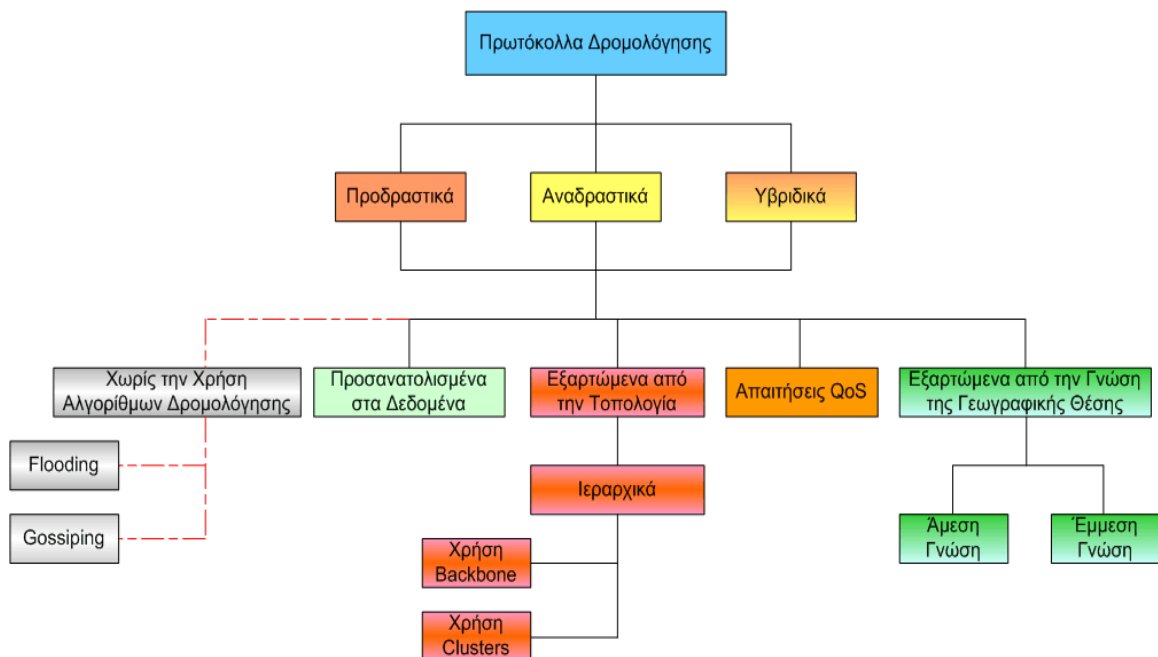 Πρωτόκολλα Δρομολόγησης
Προδραστικά
Αναδραστικά
Υβριδικά
Χωρίς την Χρήση
Αλγορίθμων Δρομολόγησης
Προσανατολισμένα
στα Δεδομένα
Εξαρτώμενα από
την Τοπολογία
Απαιτήσεις QoS
Εξαρτώμενα από την Γνώση
της Γεωγραφικής Θέσης
Flooding
Gossiping
Ιεραρχικά
Χρήση
Backbone
Χρήση
Clusters
Άμεση
Γνώση
Έμμεση
Γνώση